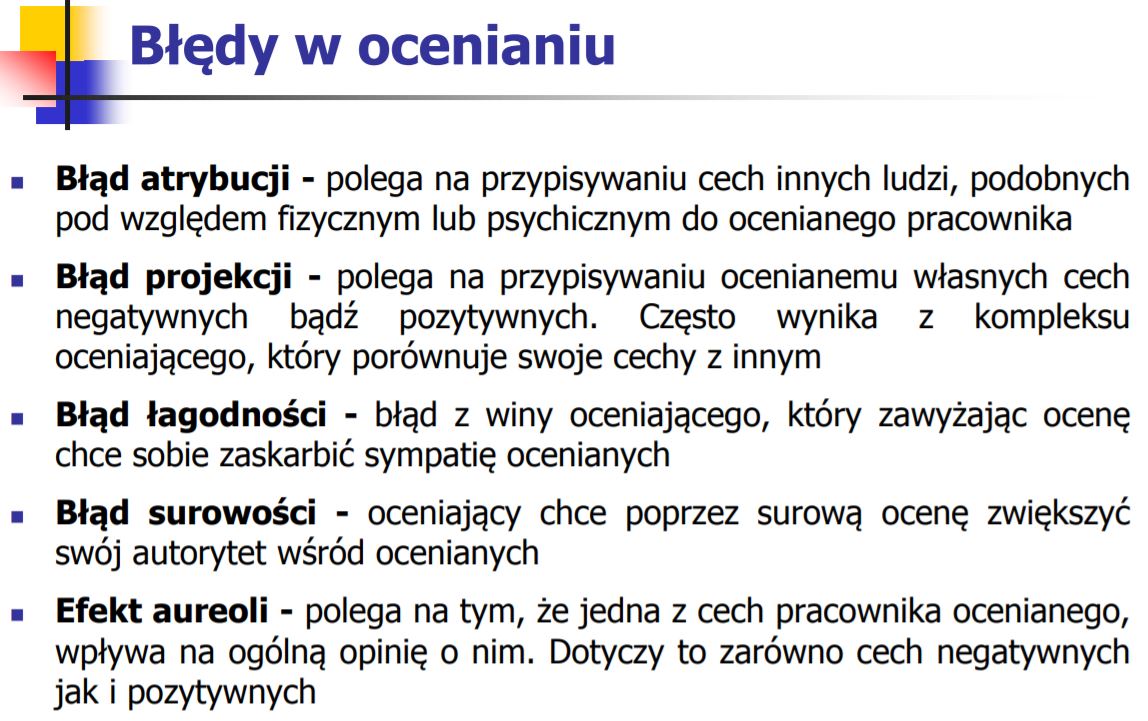 Błędy w ocenianiu
Błąd atrybucji - polega na przypisywaniu cech innych ludzi, podobnych
pod względem fizycznym lub psychicznym do ocenianego pracownika
Błąd projekcji - polega na przypisywaniu ocenianemu własnych cech
negatywnych bądź pozytywnych. Często wynika z kompleksu
oceniającego, który porównuje swoje cechy z innym
Błąd łagodności - błąd z winy oceniającego, który zawyżając ocenę
chce sobie zaskarbić sympatię ocenianych
Błąd surowości - oceniający chce poprzez surową ocenę zwiększyć
swój autorytet wśród ocenianych
Efekt aureoli - polega na tym, że jedna z cech pracownika ocenianego,
wpływa na ogólną opinię o nim. Dotyczy to zarówno cech negatywnych
jak i pozytywnych